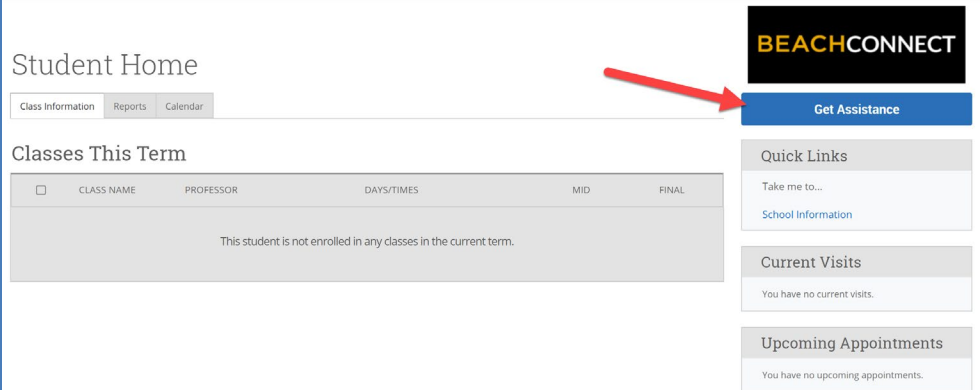 BEACHCONNECT
Student Home
Get Assistance
Class Information Reports Calendar
Classes This Term
CLASS NAME PROFESSOR DAYS/TIMES MID FINAL
This student is not enrolled in any classes in the current term.
Quick Links
Take me to...
School Information
Current Visits
You have no current visits.
Upcoming Appointments
You have no upcoming appointments.